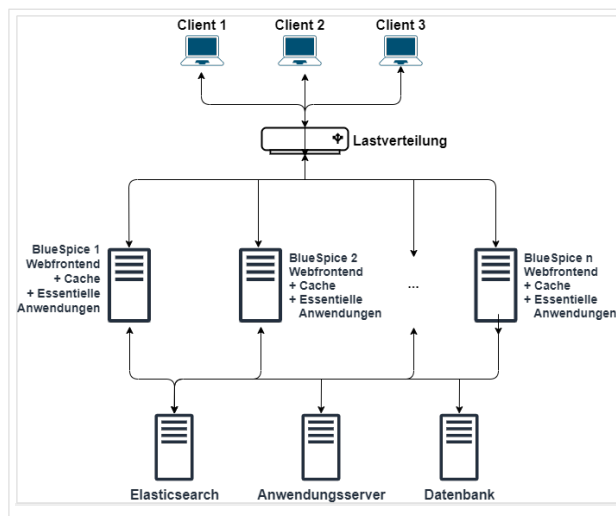 Client 1
Client 2
Client 3
Lastverteilung
BlueSpice 1
Webfrontend
+ Cache
+ Essentielle
Anwendungen
BlueSpice 2
Webfrontend
+ Cache
+ Essentielle
Anwendungen
...
BlueSpice n
Webfrontend
+ Cache
+ Essentielle
Anwendungen
Elasticsearch
Anwendungsserver
Datenbank